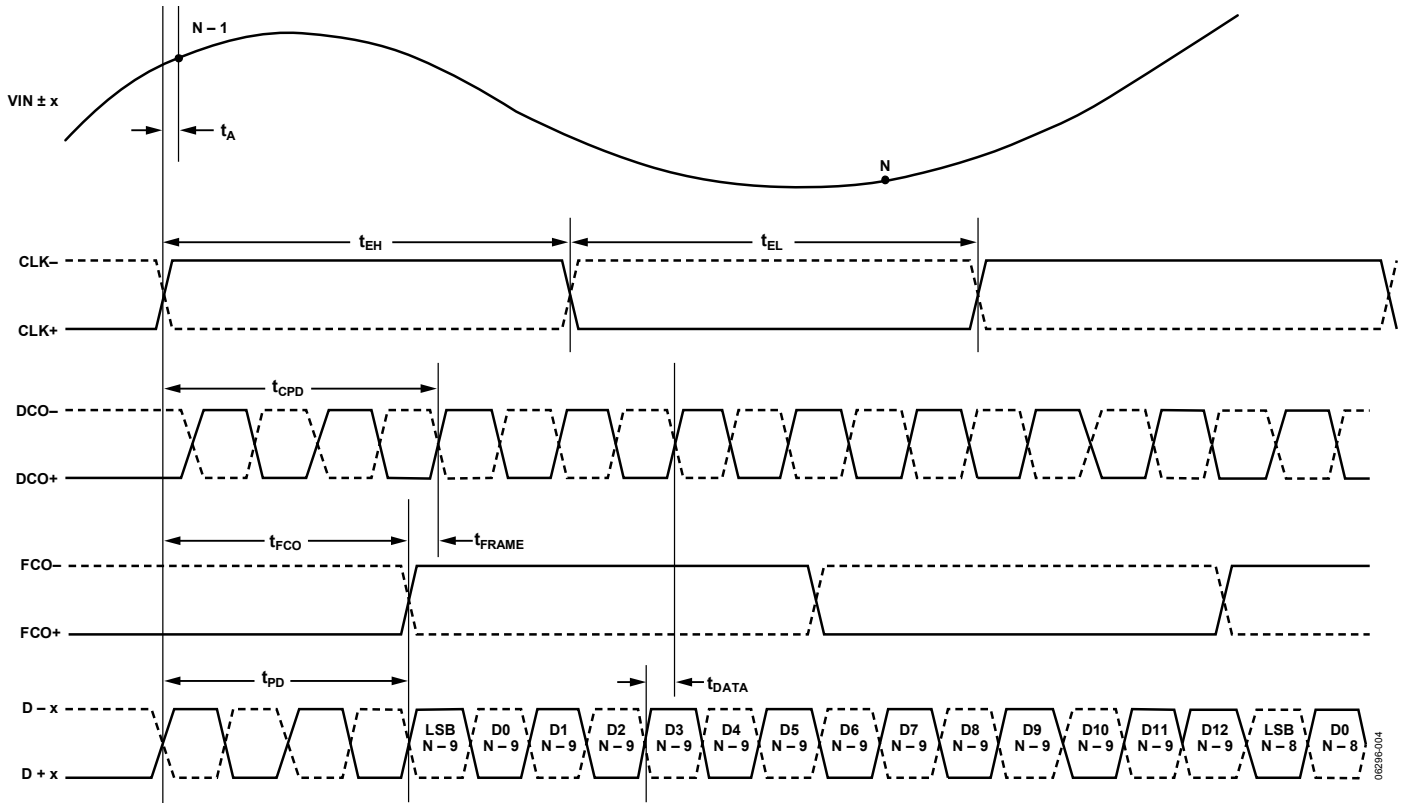 N – 1
VIN ± x
tA
N
tEH
tEL
CLK–
CLK+
tCPD
DCO–
DCO+
tFCO
tFRAME
FCO–
FCO+
tPD
tDATA
D – x
LSB D0 D1 D2 D3 D4 D5 D6 D7 D8 D9 D10 D11 D12 LSB D0
N – 9 N – 9 N – 9 N – 9 N – 9 N – 9 N – 9 N – 9 N – 9 N – 9 N – 9 N – 9 N – 9 N – 9 N – 8 N – 8
D + x
06296-004